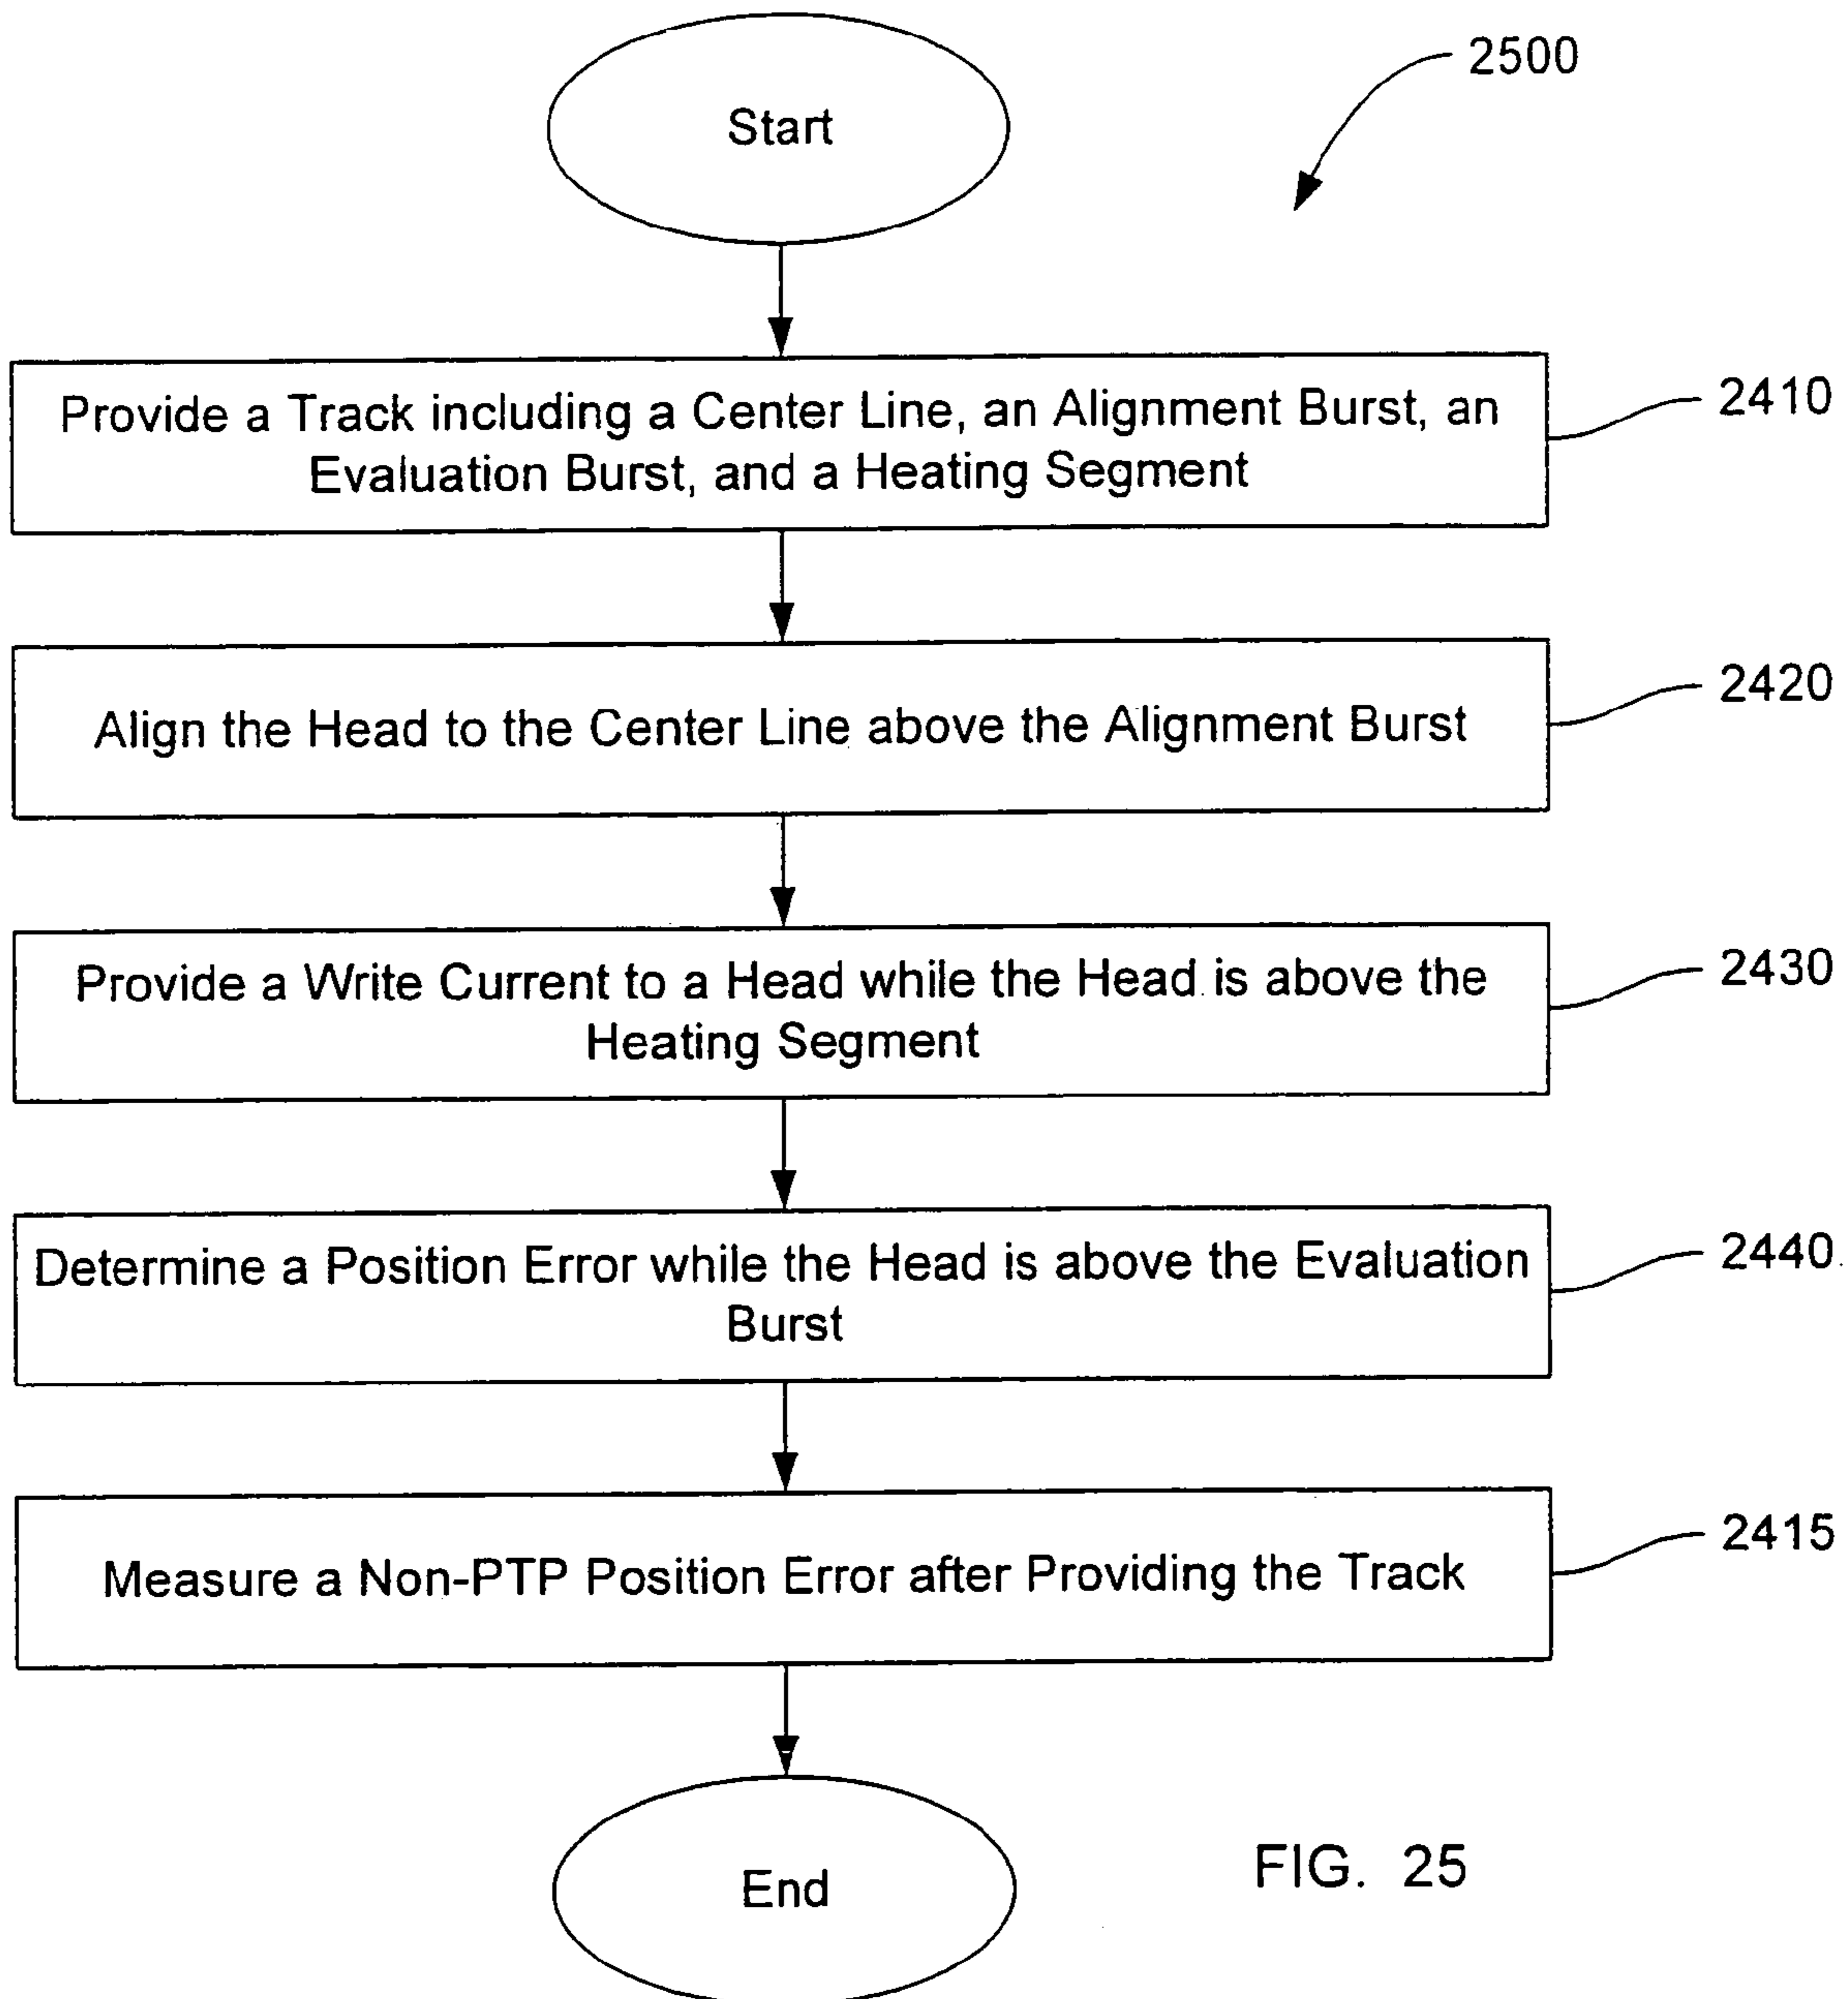 2500
Start
Provide a Track including a Center Line, an Alignment Burst, an
Evaluation Burst, and a Heating Segment
2410
Align the Head to the Center Line above the Alignment Burst
2420
Provide a Write Current to a Head while the Head is above the
Heating Segment
2430
Determine a Position Error while the Head is above the Evaluation
Burst
2440
Measure a Non-PTP Position Error after Providing the Track
2415
End
FIG. 25